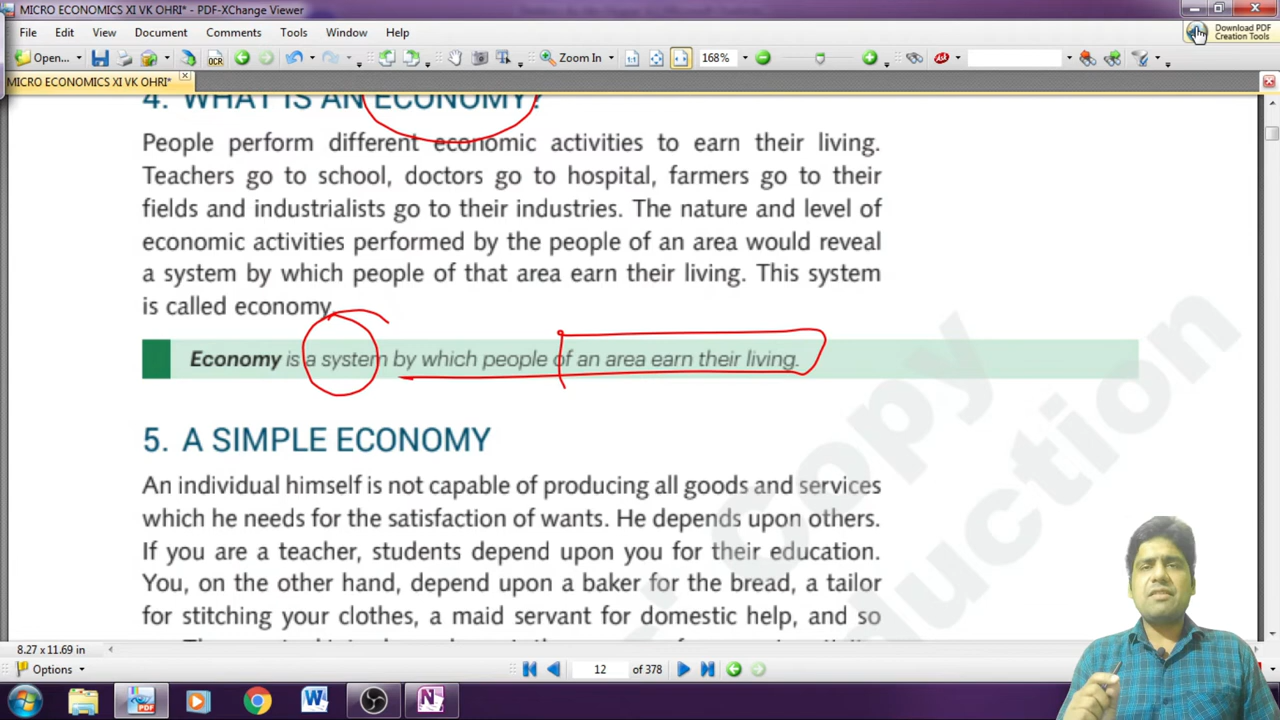 MICRO ECONOMICS XI VK OHRI* - PDF-XChange Viewer
File Edit View Document Comments Tools Window Help
Download PDF
Creation Tools
Open... OCR Zoom In 168%
MICRO ECONOMICS XI VK OHRI*
4. WHAT IS AN ECONOMY?
People perform different economic activities to earn their living.
Teachers go to school, doctors go to hospital, farmers go to their
fields and industrialists go to their industries. The nature and level of
economic activities performed by the people of an area would reveal
a system by which people of that area earn their living. This system
is called economy.
Economy is a system by which people of an area earn their living.
5. A SIMPLE ECONOMY
An individual himself is not capable of producing all goods and services
which he needs for the satisfaction of wants. He depends upon others.
If you are a teacher, students depend upon you for their education.
You, on the other hand, depend upon a baker for the bread, a tailor
for stitching your clothes, a maid servant for domestic help, and so
8.27 x 11.69 in
Options 12 of 378